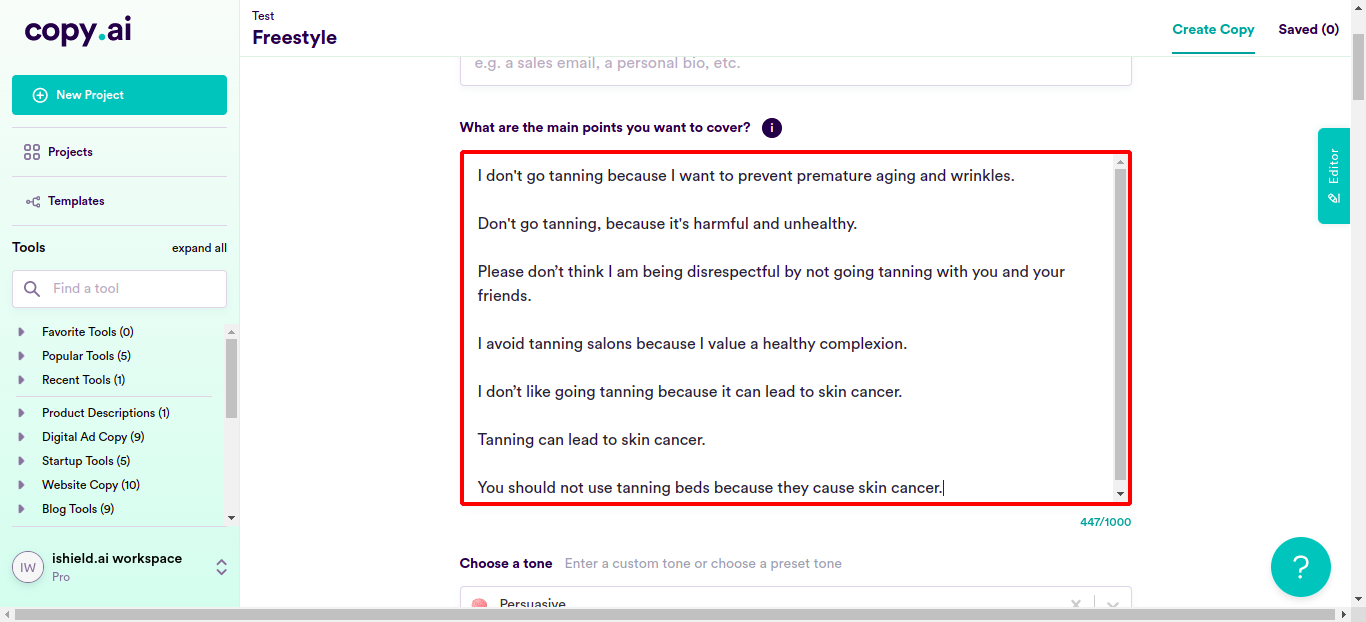 copy.ai
New Project
Projects
Templates
Tools
expand all
Find a tool
Favorite Tools (0)
Popular Tools (5)
Recent Tools (1)
Product Descriptions (1)
Digital Ad Copy (9)
Startup Tools (5)
Website Copy (10)
Blog Tools (9)
IW
ishield.ai workspace
Pro
Test
Freestyle
Create Copy
Saved (0)
e.g. a sales email, a personal bio, etc.
What are the main points you want to cover?
i
I don't go tanning because I want to prevent premature aging and wrinkles.
Don't go tanning, because it's harmful and unhealthy.
Please don’t think I am being disrespectful by not going tanning with you and your
friends.
I avoid tanning salons because I value a healthy complexion.
I don’t like going tanning because it can lead to skin cancer.
Tanning can lead to skin cancer.
You should not use tanning beds because they cause skin cancer.
447/1000
Choose a tone
Enter a custom tone or choose a preset tone
Persuasive
Editor
?